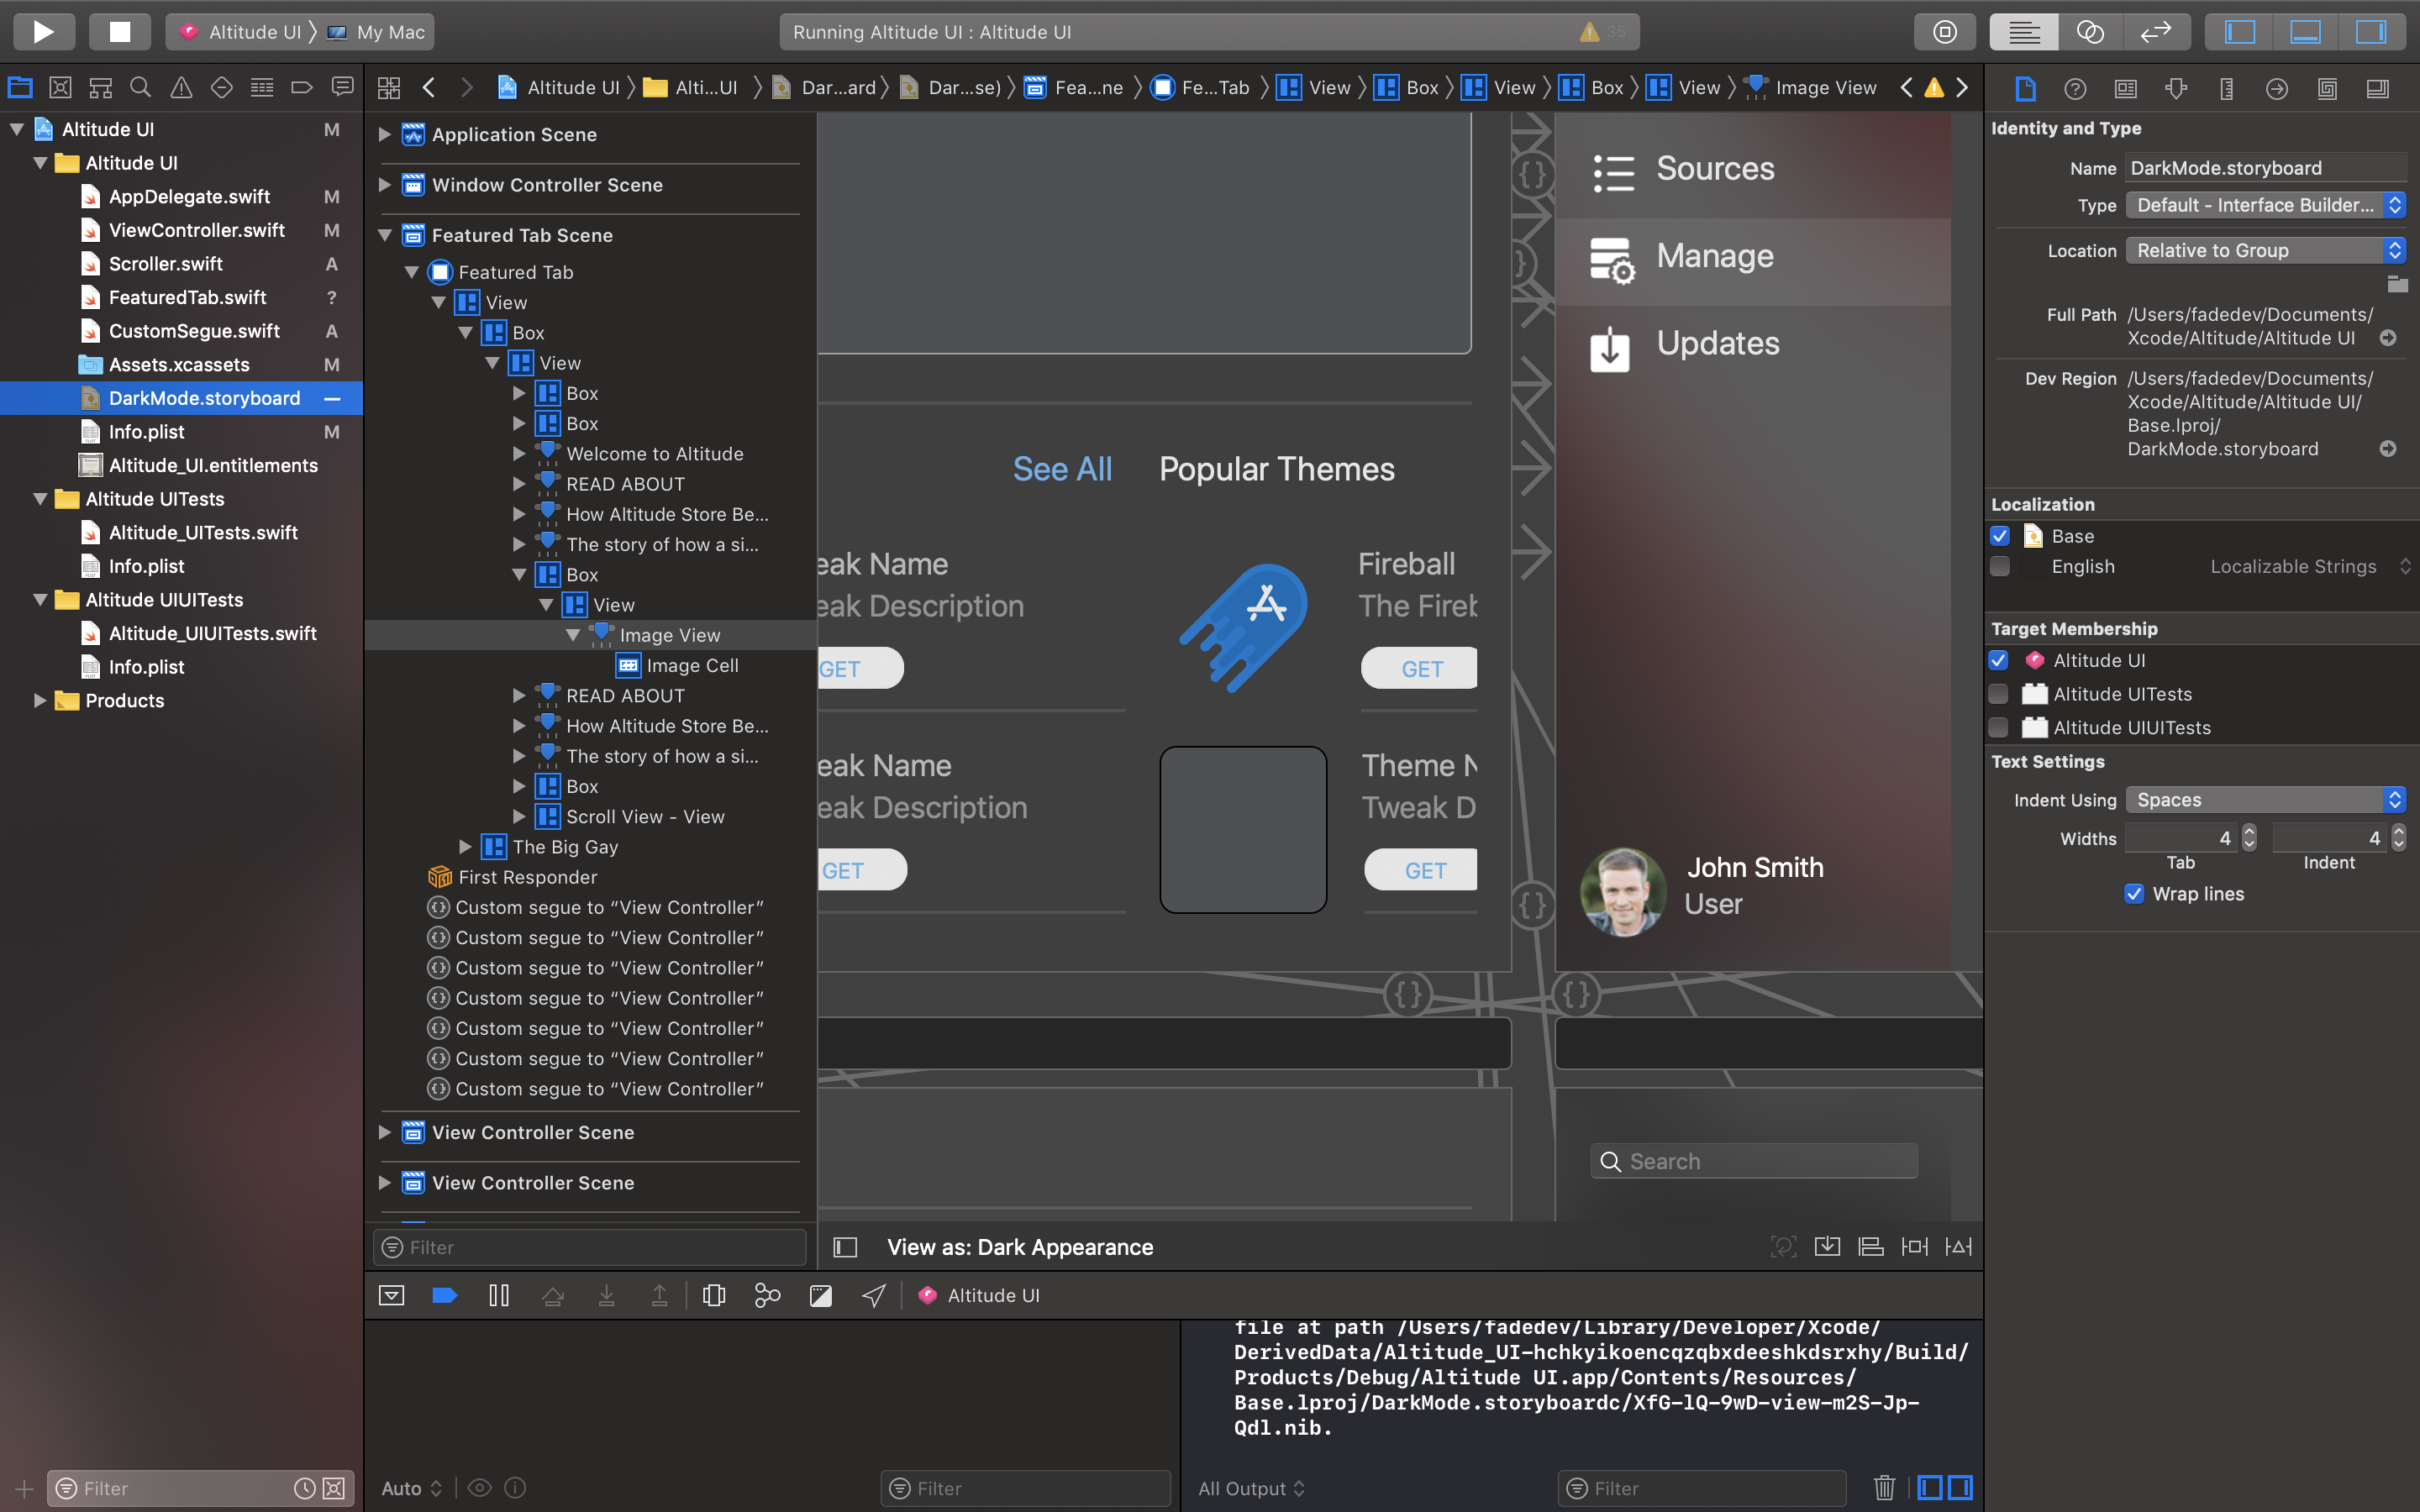 Altitude UI
My Mac
Running Altitude UI : Altitude UI
35
Altitude UI
Alti...UI
Dar...ard
Dar...se)
Fea...ne
Fe...Tab
View
Box
View
Box
View
Image View
Altitude UI
M
Altitude UI
AppDelegate.swift
M
ViewController.swift
M
Scroller.swift
A
FeaturedTab.swift
?
CustomSegue.swift
A
Assets.xcassets
M
DarkMode.storyboard
Info.plist
M
Altitude_UI.entitlements
Altitude UITests
Altitude_UITests.swift
Info.plist
Altitude UIUITests
Altitude_UIUITests.swift
Info.plist
Products
Filter
Application Scene
Window Controller Scene
Featured Tab Scene
Featured Tab
View
Box
View
Box
Box
Welcome to Altitude
READ ABOUT
How Altitude Store Be...
The story of how a si...
Box
View
Image View
Image Cell
READ ABOUT
How Altitude Store Be...
The story of how a si...
Box
Scroll View - View
The Big Gay
First Responder
Custom segue to “View Controller”
Custom segue to “View Controller”
Custom segue to “View Controller”
Custom segue to “View Controller”
Custom segue to “View Controller”
Custom segue to “View Controller”
Custom segue to “View Controller”
View Controller Scene
View Controller Scene
Filter
See All
Popular Themes
eak Name
eak Description
GET
Fireball
The Fireb
GET
eak Name
eak Description
GET
Theme N
Tweak D
GET
Sources
Manage
Updates
John Smith
User
Search
View as: Dark Appearance
Altitude UI
file at path /Users/fadedev/Library/Developer/Xcode/
DerivedData/Altitude_UI-hchkyikoencqzqbxdeeshkdsrxhy/Build/
Products/Debug/Altitude UI.app/Contents/Resources/
Base.lproj/DarkMode.storyboardc/XfG-lQ-9wD-view-m2S-Jp-
Qdl.nib.
Auto
Filter
All Output
Filter
Identity and Type
Name
DarkMode.storyboard
Type
Default - Interface Builder...
Location
Relative to Group
Full Path
/Users/fadedev/Documents/
Xcode/Altitude/Altitude UI
Dev Region
/Users/fadedev/Documents/
Xcode/Altitude/Altitude UI/
Base.lproj/
DarkMode.storyboard
Localization
Base
English
Localizable Strings
Target Membership
Altitude UI
Altitude UITests
Altitude UIUITests
Text Settings
Indent Using
Spaces
Widths
4
4
Tab
Indent
Wrap lines